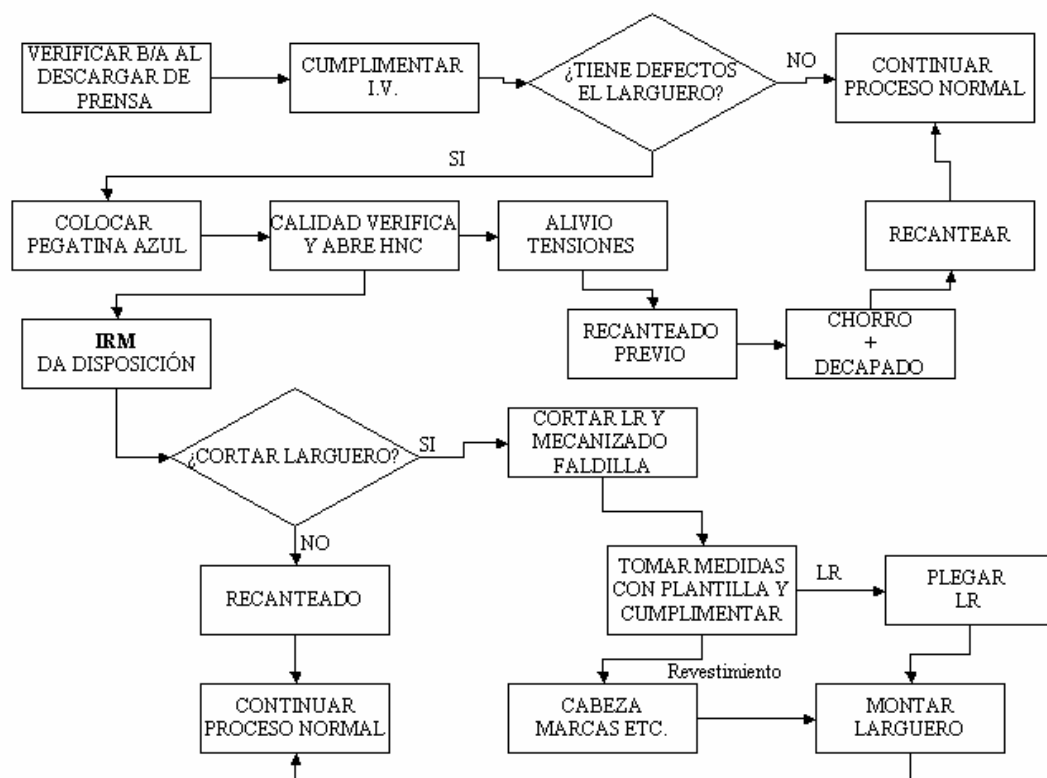 VERIFICAR B/A AL
DESCARGAR DE
PRENSA
CUMPLIMENTAR
I.V.
¿TIENE DEFECTOS
EL LARGUERO?
NO
CONTINUAR
PROCESO NORMAL
SI
COLOCAR
PEGATINA AZUL
CALIDAD VERIFICA
Y ABRE HNC
ALIVIO
TENSIONES
RECANTEAR
IRM
DA DISPOSICIÓN
RECANTEADO
PREVIO
CHORRO
+
DECAPADO
¿CORTAR LARGUERO?
SI
CORTAR LR Y
MECANIZADO
FALDILLA
NO
RECANTEADO
TOMAR MEDIDAS
CON PLANTILLA Y
CUMPLIMENTAR
LR
PLEGAR
LR
Revestimiento
CONTINUAR
PROCESO NORMAL
CABEZA
MARCAS ETC.
MONTAR
LARGUERO